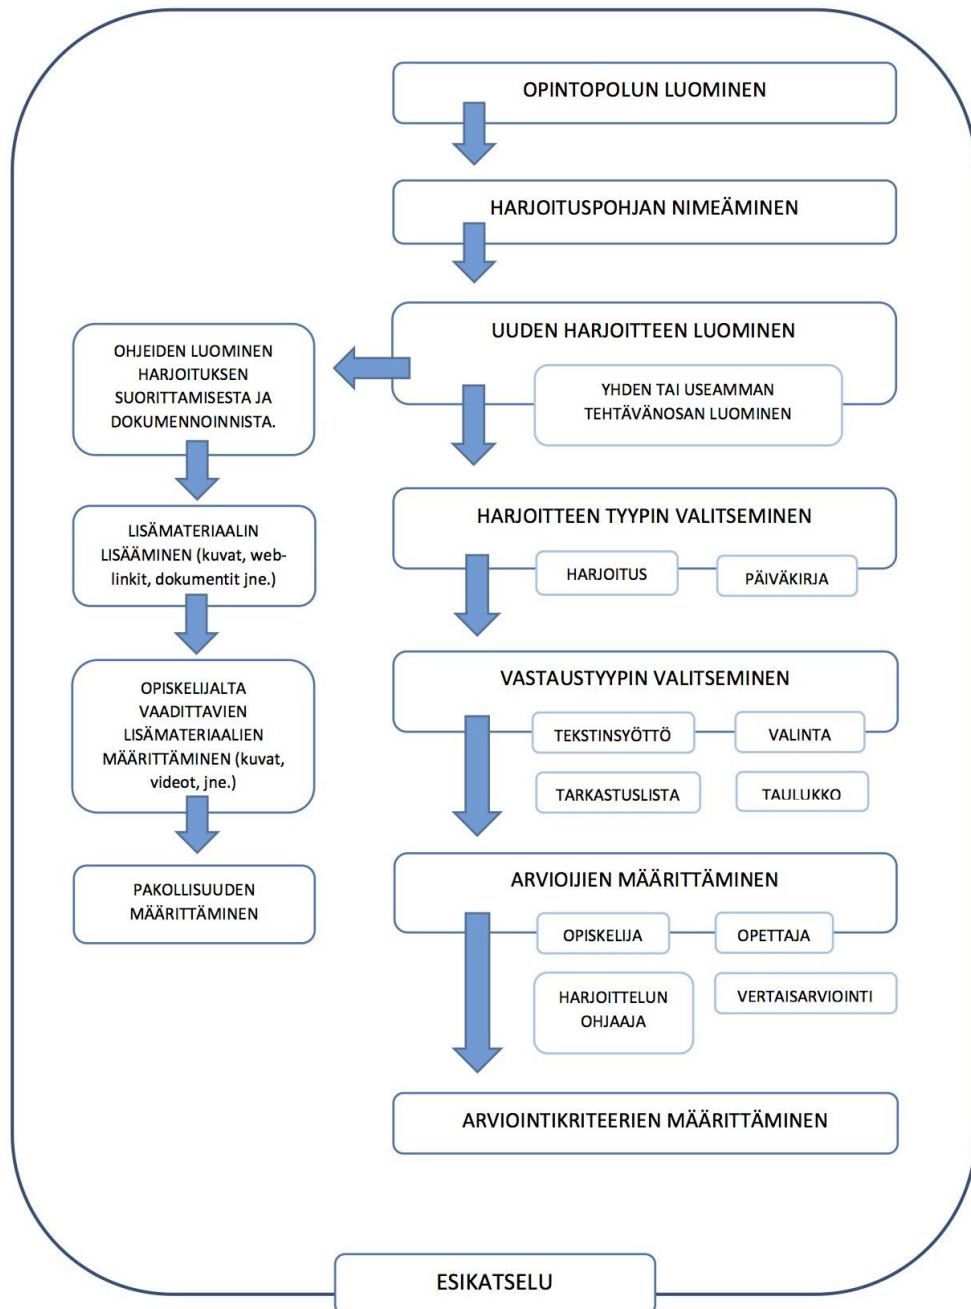 OPINTOPOLUN LUOMINEN
HARJOITUSPOHJAN NIMEÄMINEN
UUDEN HARJOITTEEN LUOMINEN
YHDEN TAI USEAMMAN
TEHTÄVÄNOSAN LUOMINEN
OHJEIDEN LUOMINEN
HARJOITUKSEN
SUORITTAMISESTA JA
DOKUMENNOINNISTA.
LISÄMATERIAALIN
LISÄÄMINEN (kuvat, web-
linkit, dokumentit jne.)
OPISKELIJALTA
VAADITTAVIEN
LISÄMATERIAALIEN
MÄÄRITTÄMINEN (kuvat,
videot, jne.)
PAKOLLISUUDEN
MÄÄRITTÄMINEN
HARJOITTEEN TYYPIN VALITSEMINEN
HARJOITUS
PÄIVÄKIRJA
VASTAUSTYYPIN VALITSEMINEN
TEKSTINSYÖTTÖ
VALINTA
TARKASTUSLISTA
TAULUKKO
ARVIOIJIEN MÄÄRITTÄMINEN
OPISKELIJA
OPETTAJA
HARJOITTELUN
OHJAAJA
VERTAISARVIOINTI
ARVIOINTIKRITEERIEN MÄÄRITTÄMINEN
ESIKATSELU